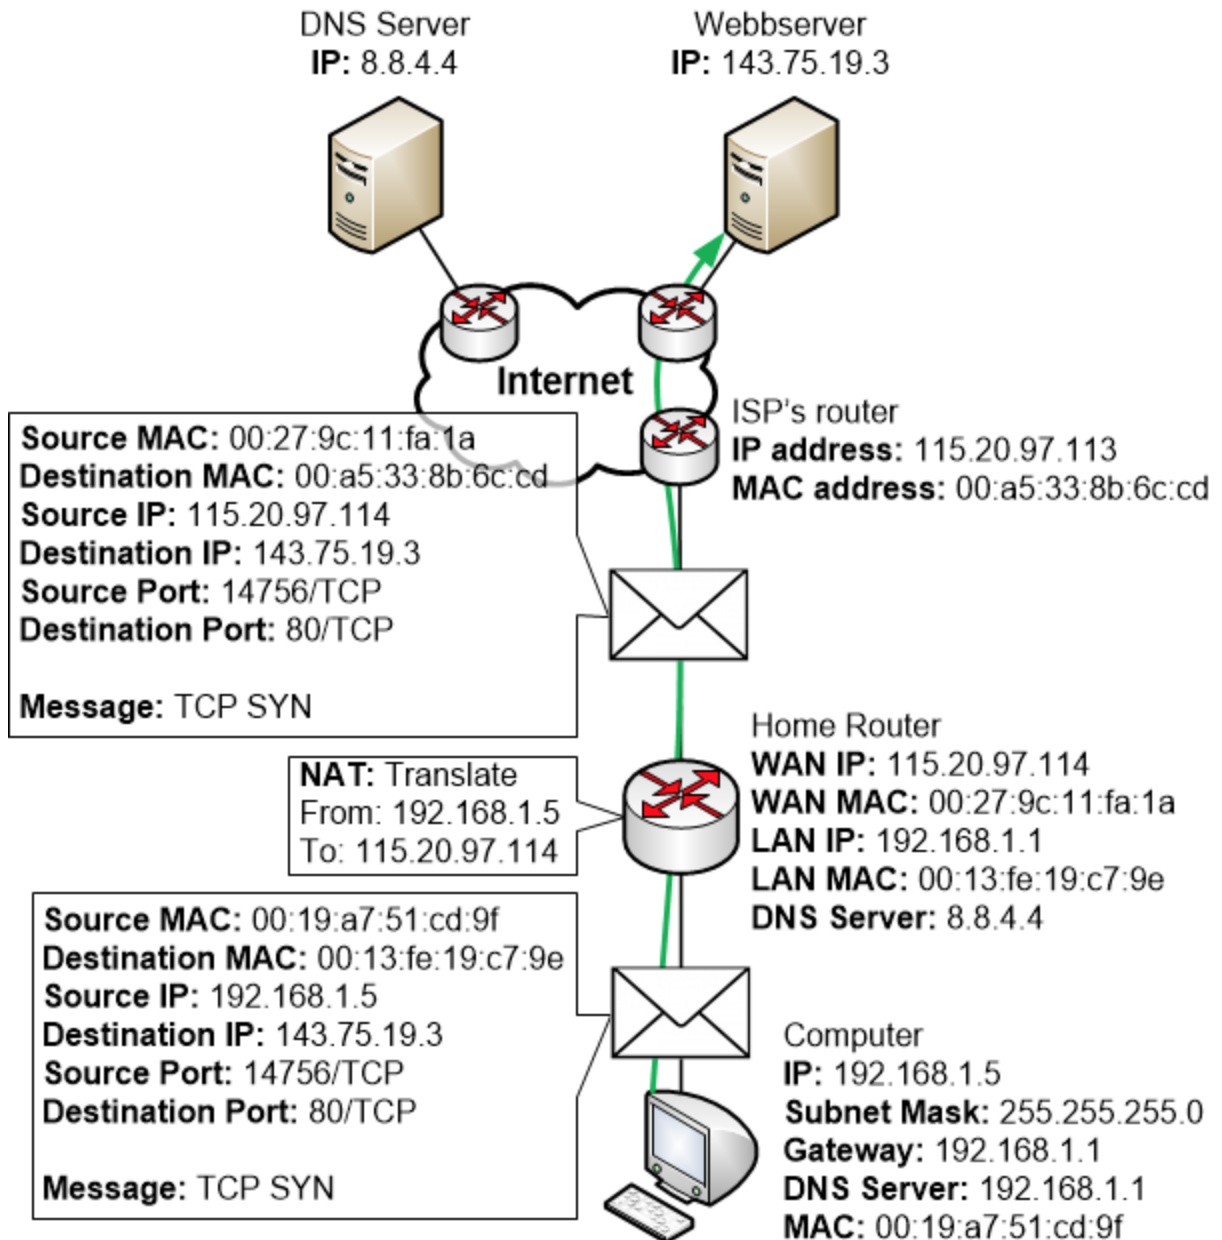 DNS Server
IP: 8.8.4.4
Webbserver
IP: 143.75.19.3
Internet
ISP's router
IP address: 115.20.97.113
MAC address: 00:a5:33:8b:6c:cd
Source MAC: 00:27:9c:11:fa:1a
Destination MAC: 00:a5:33:8b:6c:cd
Source IP: 115.20.97.114
Destination IP: 143.75.19.3
Source Port: 14756/TCP
Destination Port: 80/TCP
Message: TCP SYN
Home Router
WAN IP: 115.20.97.114
WAN MAC: 00:27:9c:11:fa:1a
LAN IP: 192.168.1.1
LAN MAC: 00:13:fe:19:c7:9e
DNS Server: 8.8.4.4
NAT: Translate
From: 192.168.1.5
To: 115.20.97.114
Source MAC: 00:19:a7:51:cd:9f
Destination MAC: 00:13:fe:19:c7:9e
Source IP: 192.168.1.5
Destination IP: 143.75.19.3
Source Port: 14756/TCP
Destination Port: 80/TCP
Message: TCP SYN
Computer
IP: 192.168.1.5
Subnet Mask: 255.255.255.0
Gateway: 192.168.1.1
DNS Server: 192.168.1.1
MAC: 00:19:a7:51:cd:9f